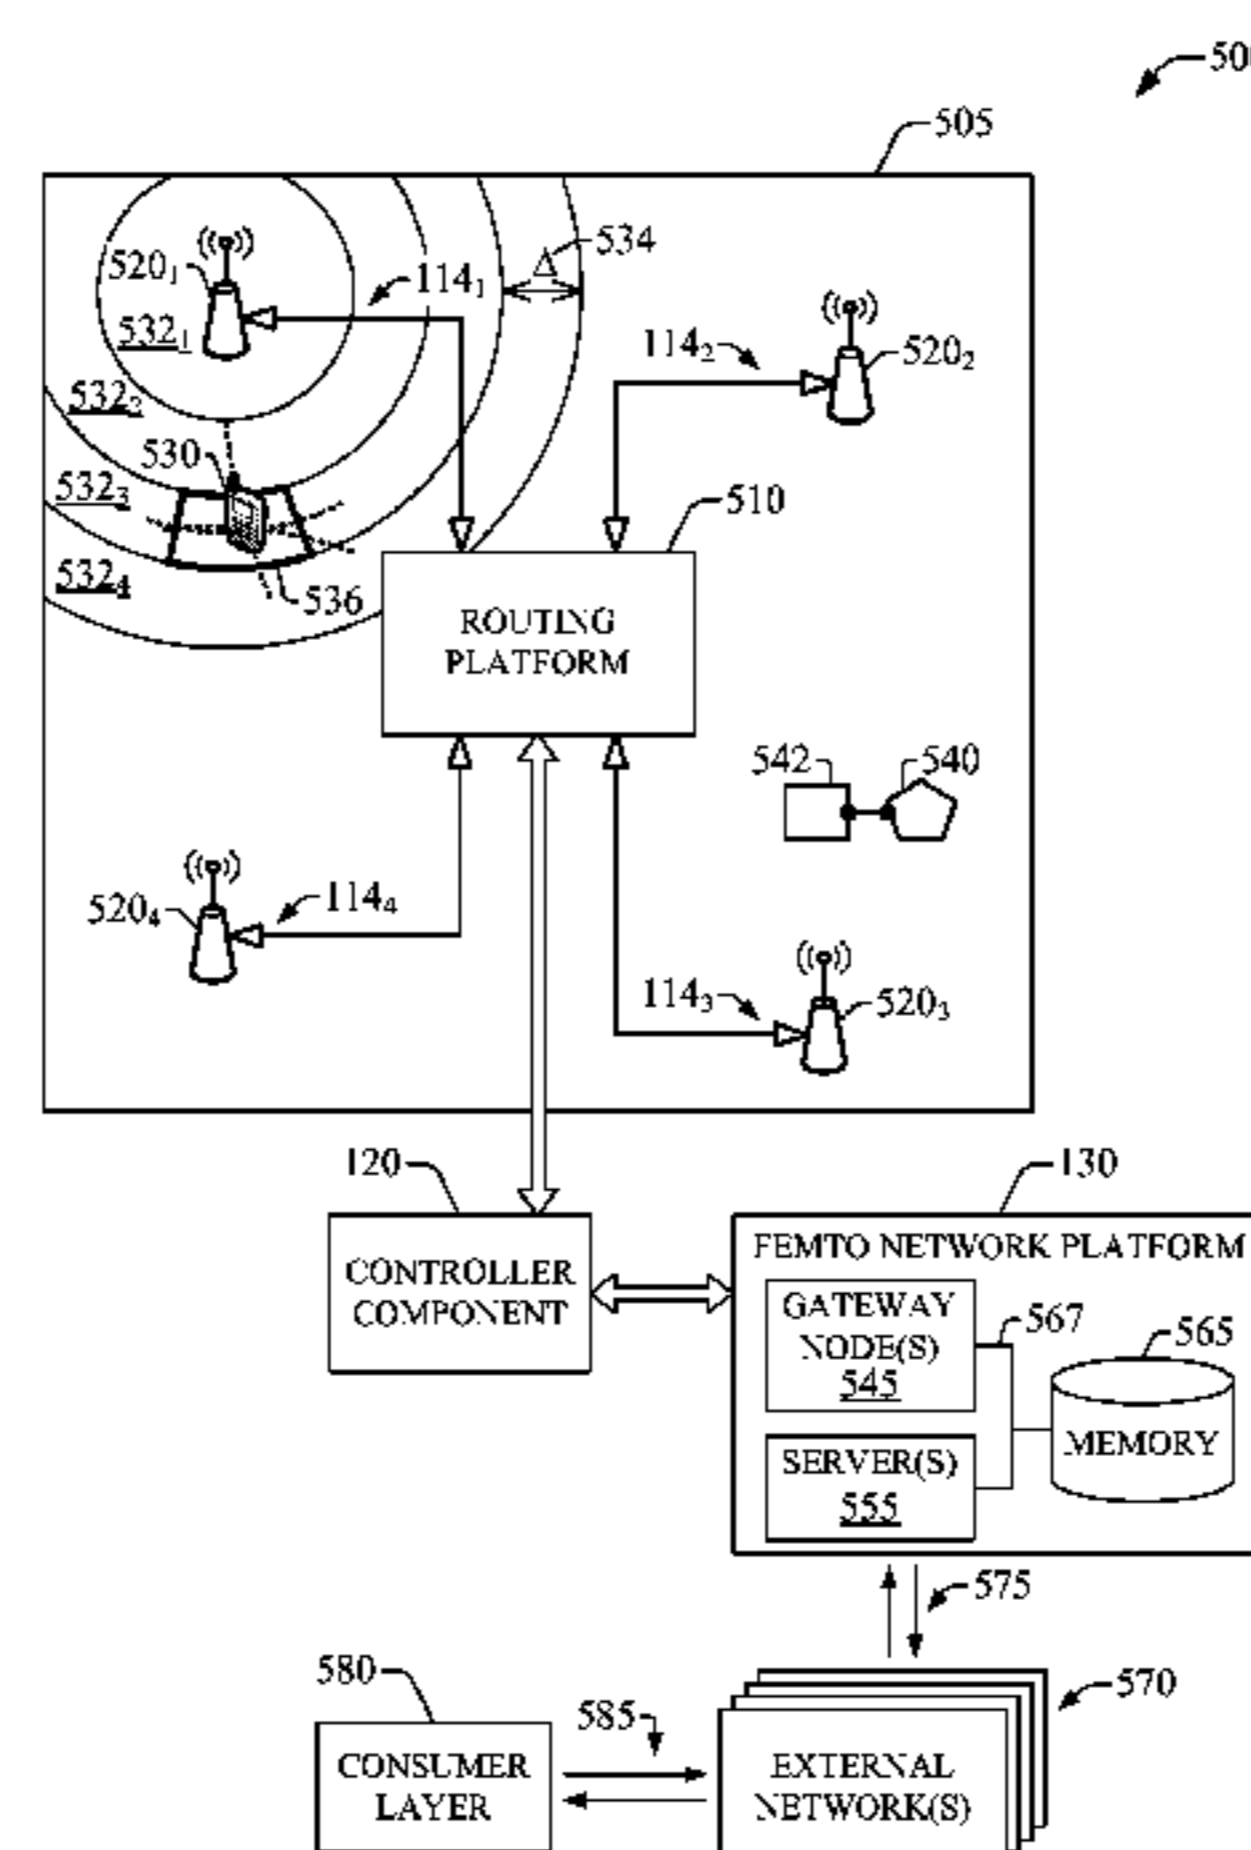 50
505
534
Δ
520₁
114₁
532₁
114₂
520₂
532₂
530
532₃
510
532₄
536
ROUTING
PLATFORM
542
540
520₄
114₄
114₃
520₃
120
130
CONTROLLER
COMPONENT
FEMTO NETWORK PLATFORM
GATEWAY
NODE(S)
545
567
565
MEMORY
SERVER(S)
555
575
580
585
570
CONSUMER
LAYER
EXTERNAL
NETWORK(S)